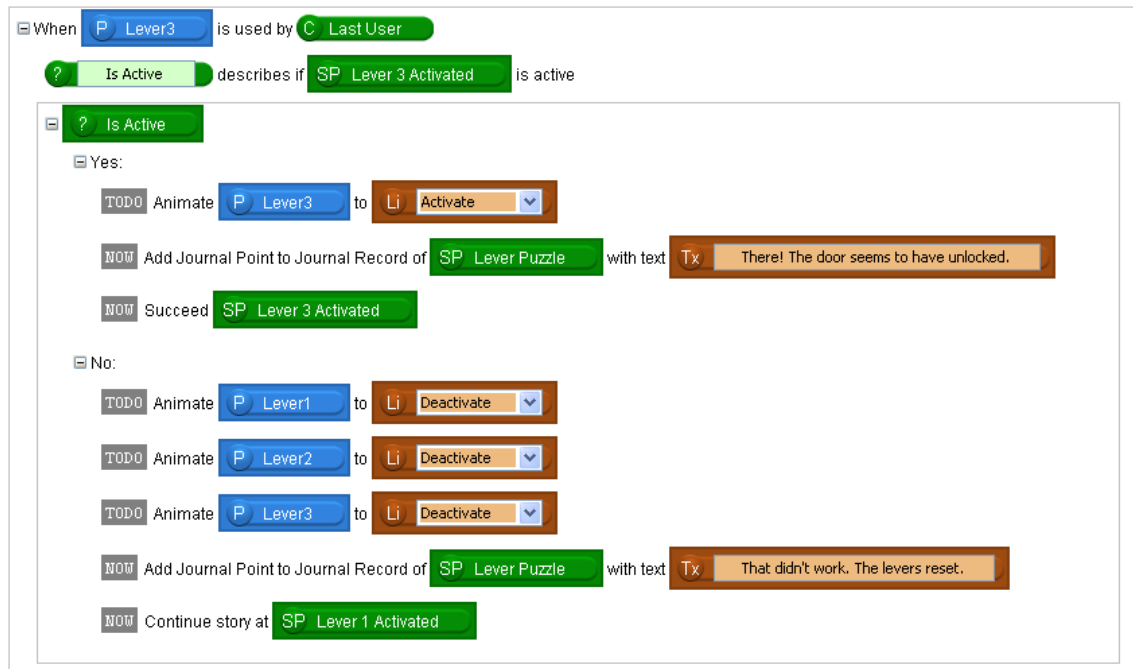 When P Lever3 is used by C Last User
? Is Active describes if SP Lever 3 Activated is active
? Is Active
Yes:
TODO Animate P Lever3 to Li Activate
NOW Add Journal Point to Journal Record of SP Lever Puzzle with text Tx There! The door seems to have unlocked.
NOW Succeed SP Lever 3 Activated
No:
TODO Animate P Lever1 to Li Deactivate
TODO Animate P Lever2 to Li Deactivate
TODO Animate P Lever3 to Li Deactivate
NOW Add Journal Point to Journal Record of SP Lever Puzzle with text Tx That didn't work. The levers reset.
NOW Continue story at SP Lever 1 Activated